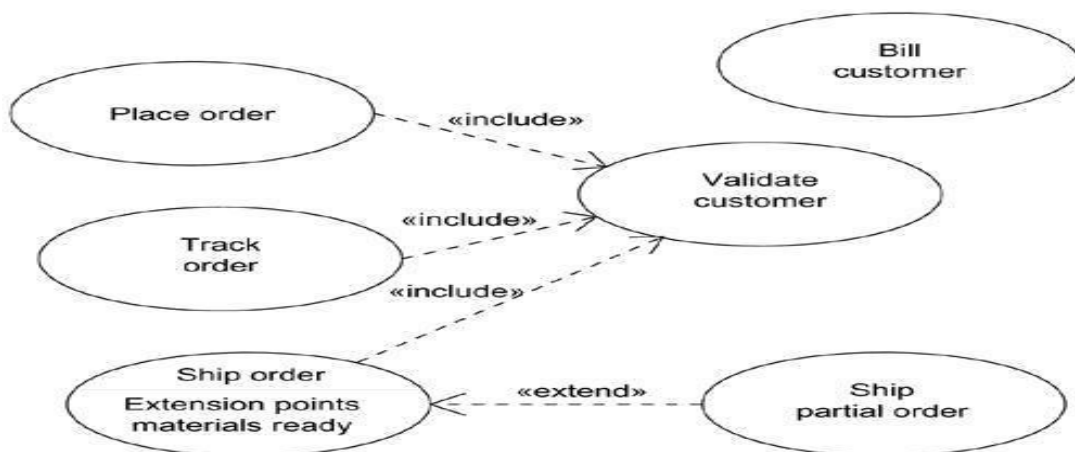 Bill
customer
Place order
«include»
Validate
customer
«include»
Track
order
«include»
Ship order
Extension points
materials ready
«extend»
Ship
partial order